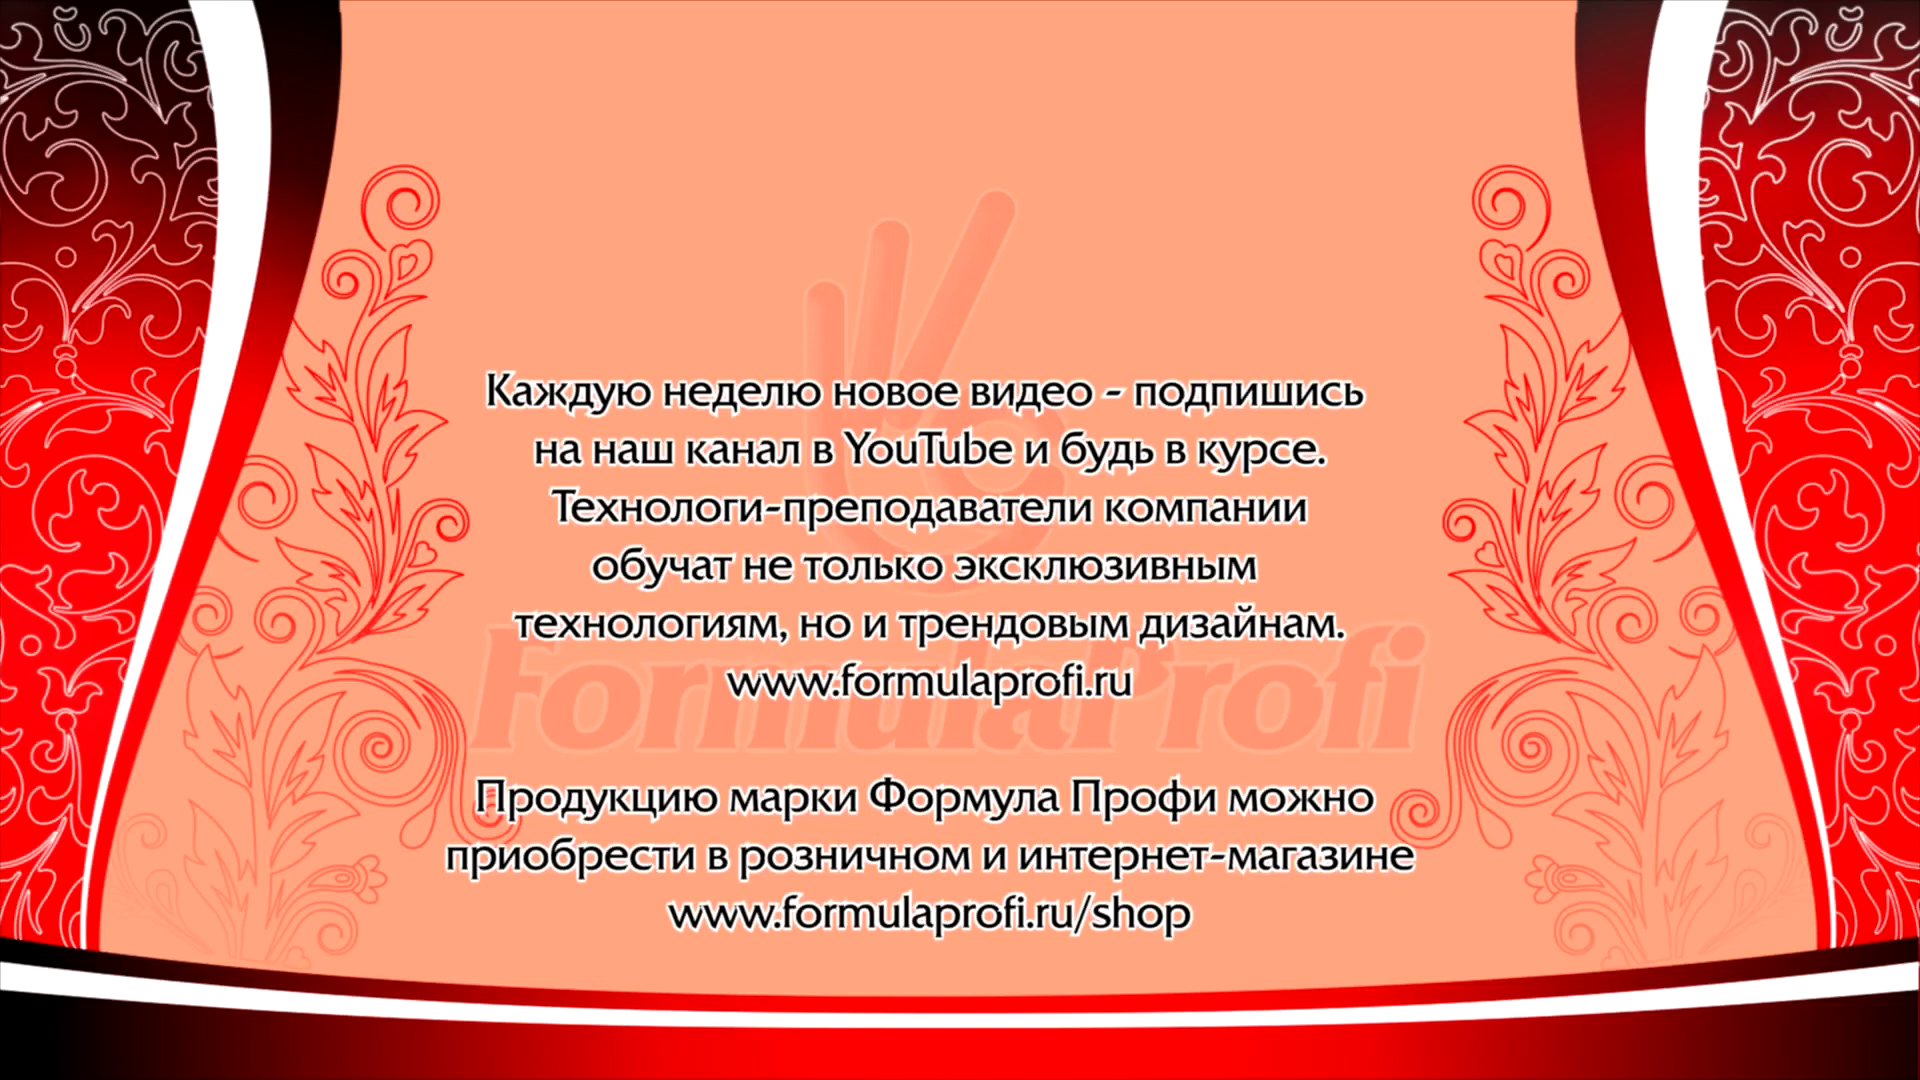 Каждую неделю новое видео - подпишись
на наш канал в YouTube и будь в курсе.
Технологи-преподаватели компании
обучат не только эксклюзивным
технологиям, но и трендовым дизайнам.
www.formulaprofi.ru
FormulaProfi
Продукцию марки Формула Профи можно
приобрести в розничном и интернет-магазине
www.formulaprofi.ru/shop